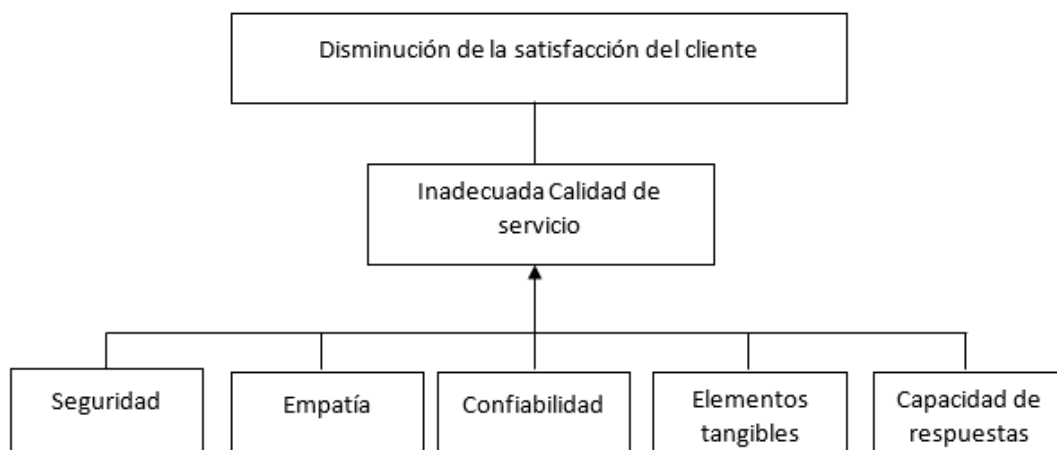 Disminución de la satisfacción del cliente
Inadecuada Calidad de
servicio
Seguridad
Empatía
Confiabilidad
Elementos
tangibles
Capacidad de
respuestas